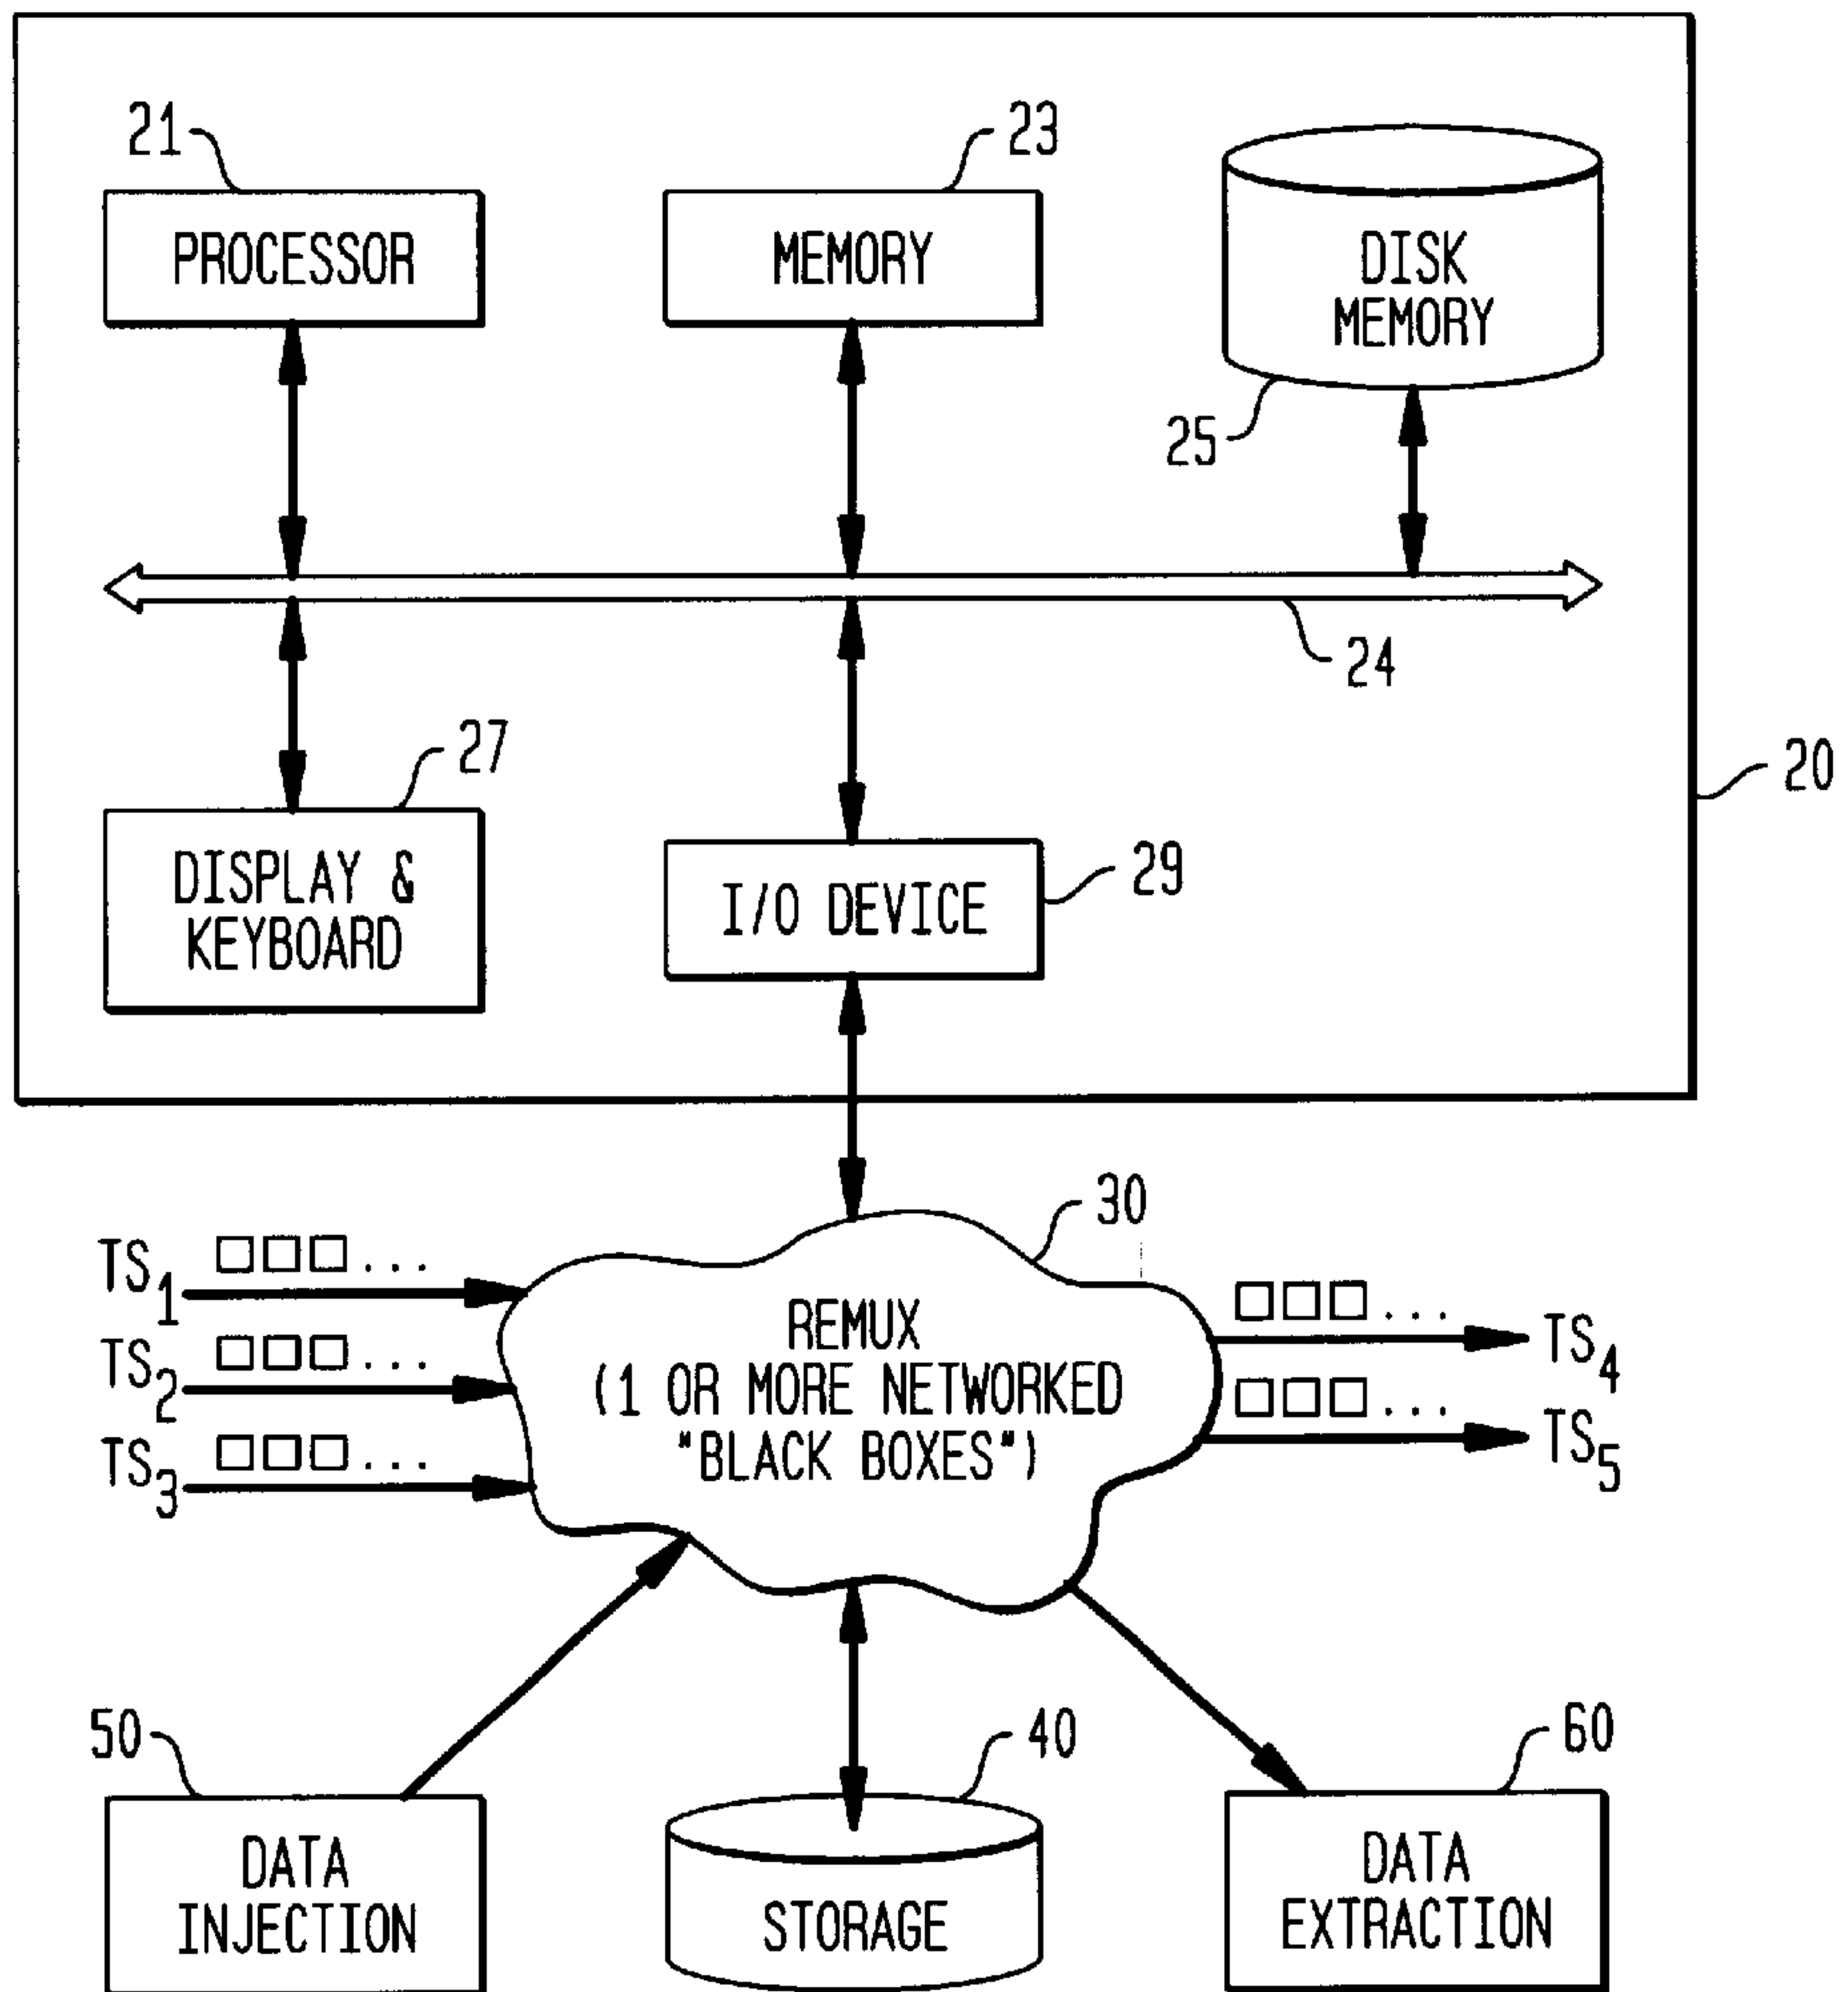 21
23
PROCESSOR
MEMORY
DISK
MEMORY
25
24
27
20
DISPLAY &
KEYBOARD
I/O DEVICE
29
30
TS1 ...
TS2 ...
TS3 ...
REMUX
(1 OR MORE NETWORKED
"BLACK BOXES")
... TS4
... TS5
50
40
60
DATA
INJECTION
STORAGE
DATA
EXTRACTION